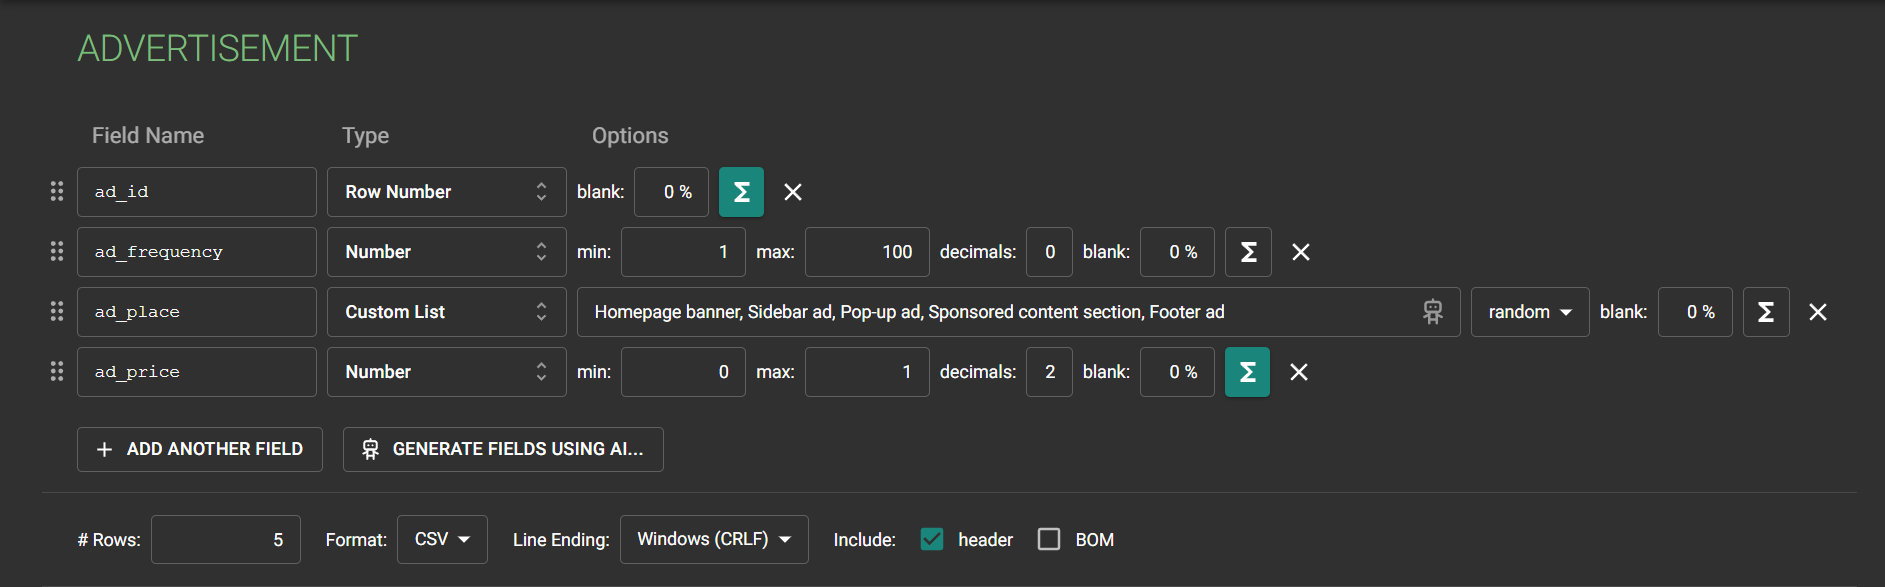 ADVERTISEMENT
Field Name Type Options
ad_id Row Number blank: 0 % Σ
ad_frequency Number min: 1 max: 100 decimals: 0 blank: 0 % Σ
ad_place Custom List Homepage banner, Sidebar ad, Pop-up ad, Sponsored content section, Footer ad random blank: 0 % Σ
ad_price Number min: 0 max: 1 decimals: 2 blank: 0 % Σ
+ ADD ANOTHER FIELD GENERATE FIELDS USING AI...
# Rows: 5 Format: CSV Line Ending: Windows (CRLF) Include: header BOM